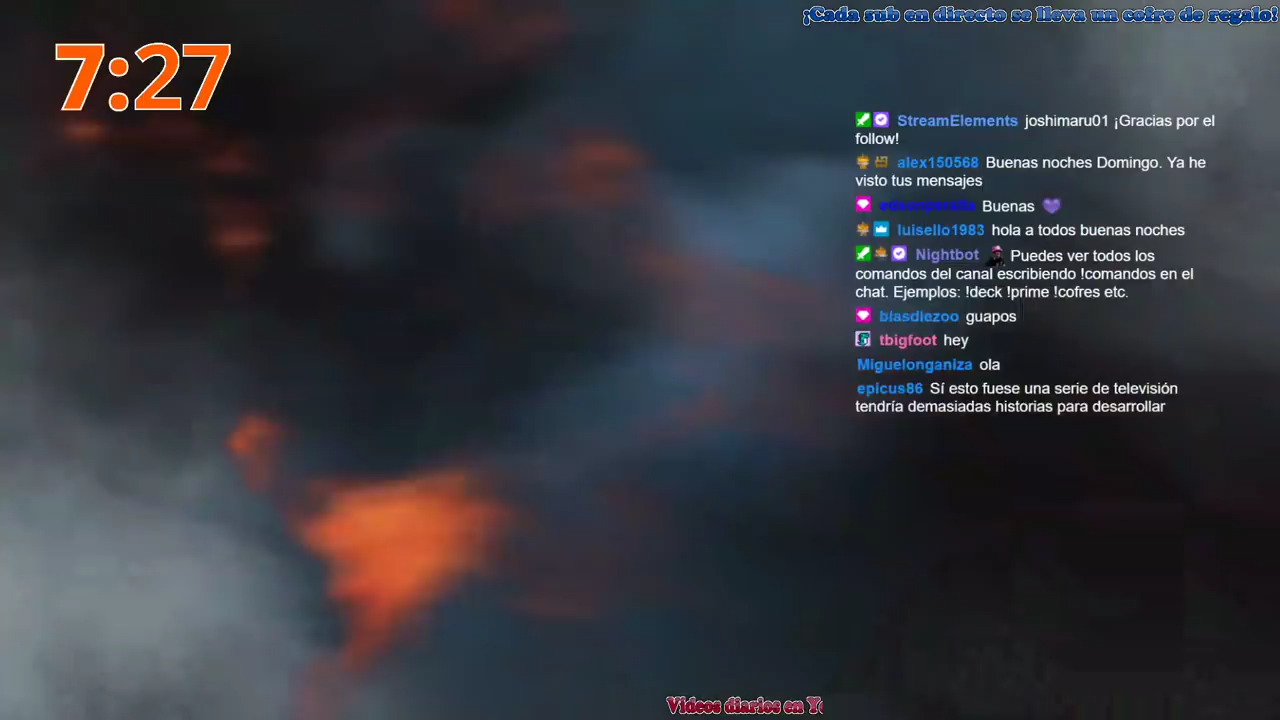 ¡Cada sub en directo se lleva un cofre de regalo!
7:27
StreamElements joshimaru01 ¡Gracias por el
follow!
alex150568 Buenas noches Domingo. Ya he
visto tus mensajes
Buenas
luisello1983 hola a todos buenas noches
Nightbot Puedes ver todos los
comandos del canal escribiendo !comandos en el
chat. Ejemplos: !deck !prime !cofres etc.
blasdiezoo guapos
tbigfoot hey
Miguelonganiza ola
epicus86 Sí esto fuese una serie de televisión
tendría demasiadas historias para desarrollar
Videos diarios en